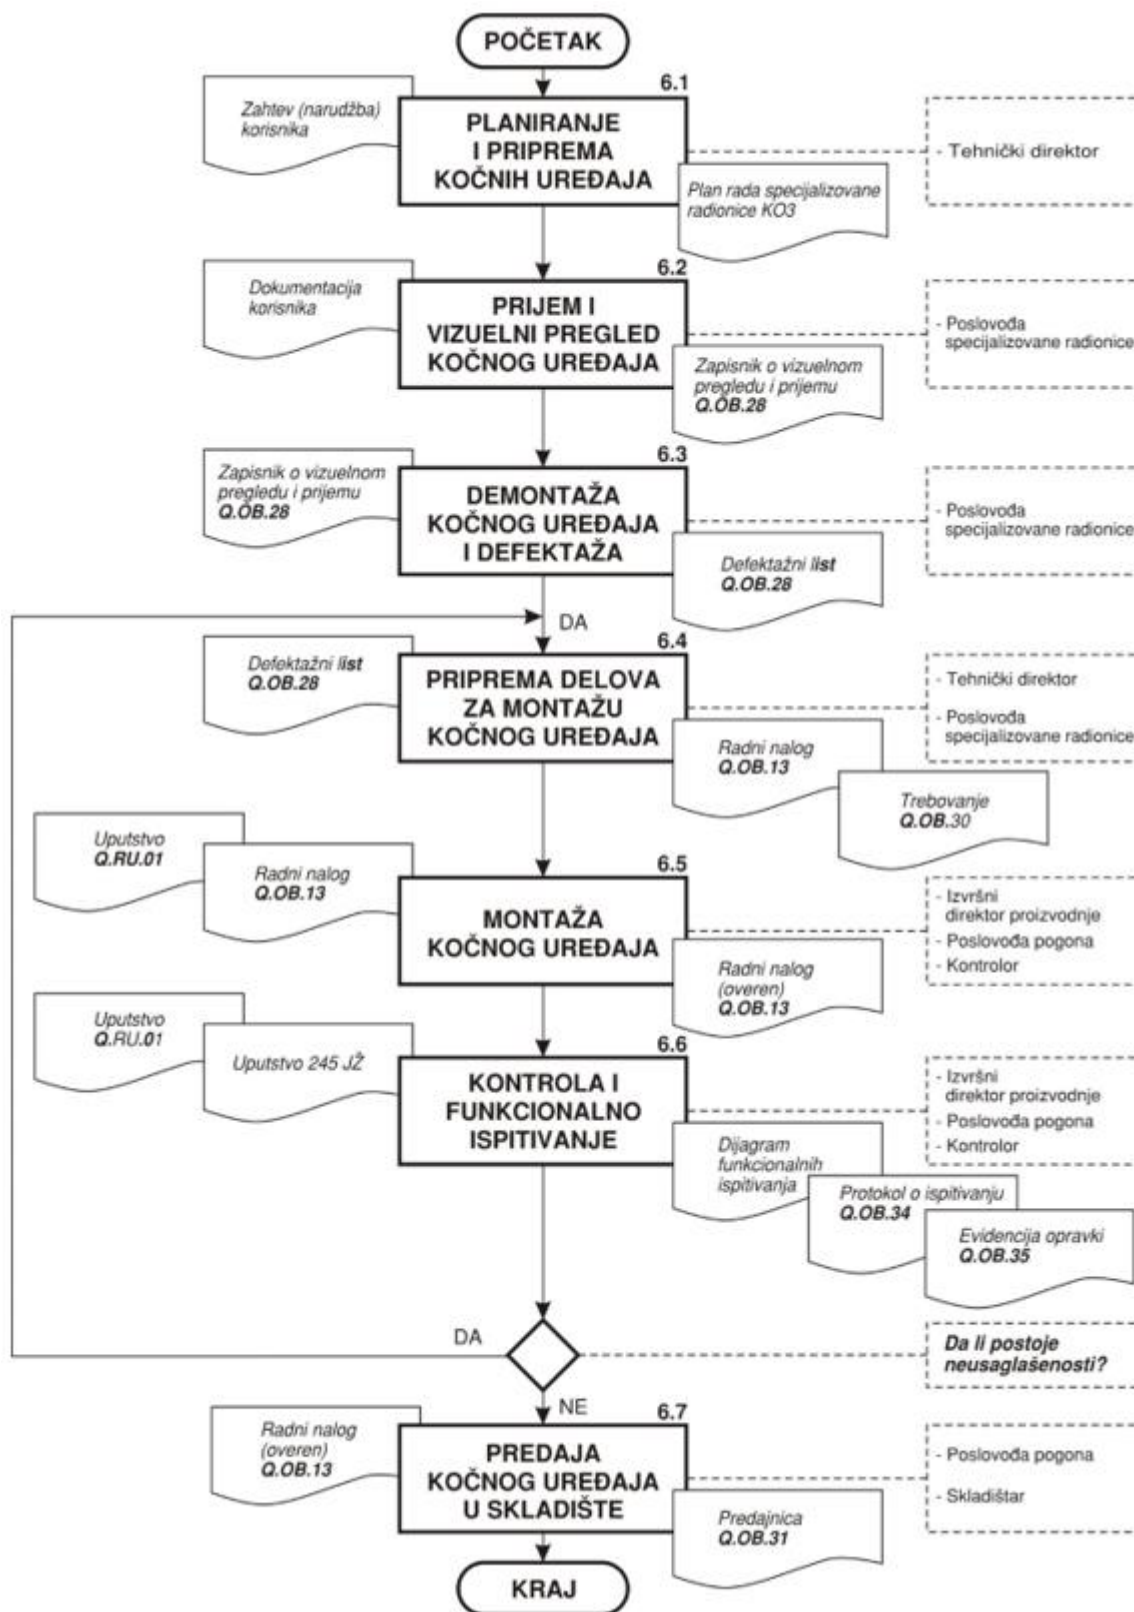 POČETAK
6.1
Zahtev (narudžba)
korisnika
PLANIRANJE
I PRIPREMA
KOČNIH UREĐAJA
- Tehnički direktor
Plan rada specijalizovane
radionice KO3
6.2
Dokumentacija
korisnika
PRIJEM I
VIZUELNI PREGLED
KOČNOG UREĐAJA
- Poslovođa
specijalizovane radionice
Zapisnik o vizuelnom
pregledu i prijemu
Q.OB.28
6.3
Zapisnik o vizuelnom
pregledu i prijemu
Q.OB.28
DEMONTAŽA
KOČNOG UREĐAJA
I DEFEKTAŽA
- Poslovođa
specijalizovane radionice
Defektažni list
Q.OB.28
DA
6.4
Defektažni list
Q.OB.28
PRIPREMA DELOVA
ZA MONTAŽU
KOČNOG UREĐAJA
- Tehnički direktor
- Poslovođa
specijalizovane radionice
Radni nalog
Q.OB.13
Trebovanje
Q.OB.30
6.5
Uputstvo
Q.RU.01
Radni nalog
Q.OB.13
MONTAŽA
KOČNOG UREĐAJA
- Izvršni
direktor proizvodnje
- Poslovođa pogona
- Kontrolor
Radni nalog
(overen)
Q.OB.13
6.6
Uputstvo
Q.RU.01
Uputstvo 245 JŽ
KONTROLA I
FUNKCIONALNO
ISPITIVANJE
- Izvršni
direktor proizvodnje
- Poslovođa pogona
- Kontrolor
Dijagram
funkcionalnih
ispitivanja
Protokol o ispitivanju
Q.OB.34
Evidencija opravki
Q.OB.35
DA
Da li postoje
neusaglašenosti?
NE
6.7
Radni nalog
(overen)
Q.OB.13
PREDAJA
KOČNOG UREĐAJA
U SKLADIŠTE
- Poslovođa pogona
- Skladištar
Predajnica
Q.OB.31
KRAJ